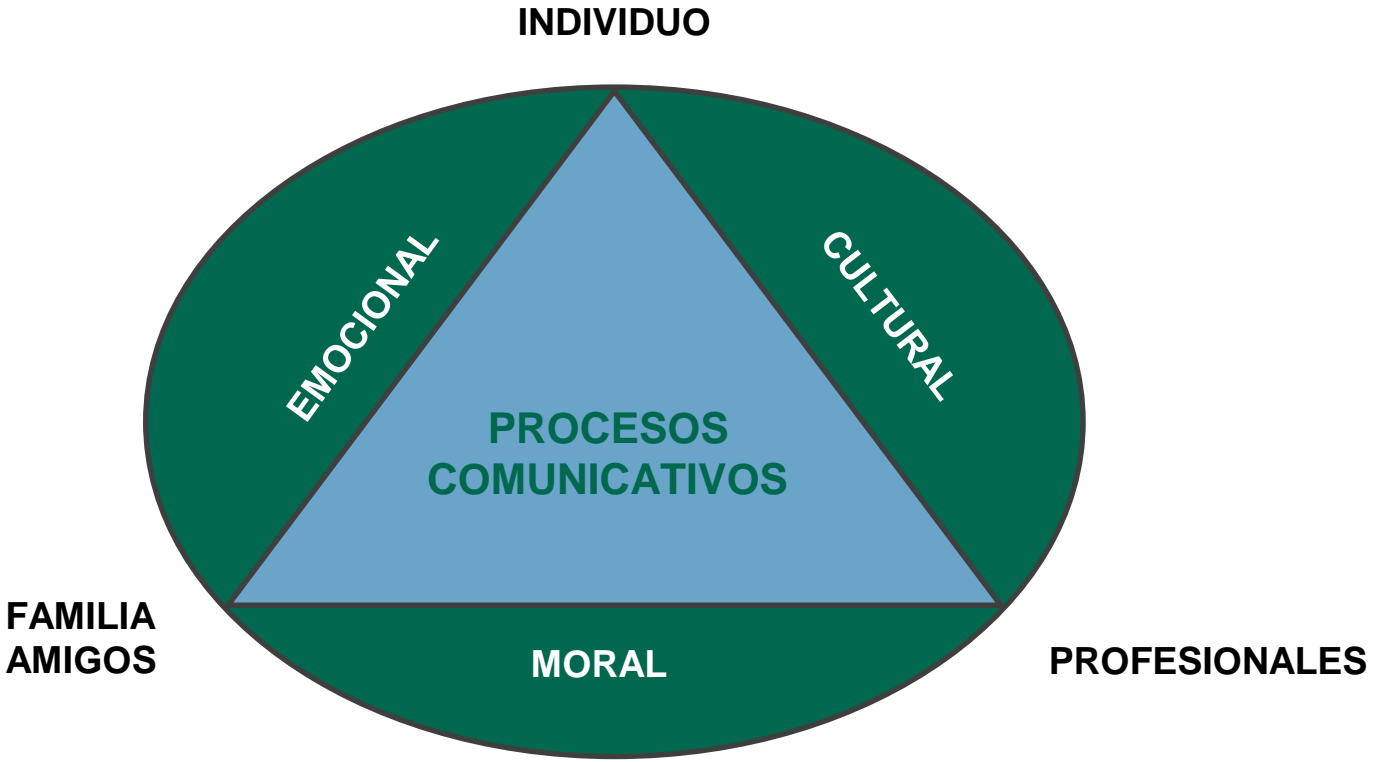 INDIVIDUO
EMOCIONAL
CULTURAL
PROCESOS
COMUNICATIVOS
FAMILIA
AMIGOS
MORAL
PROFESIONALES